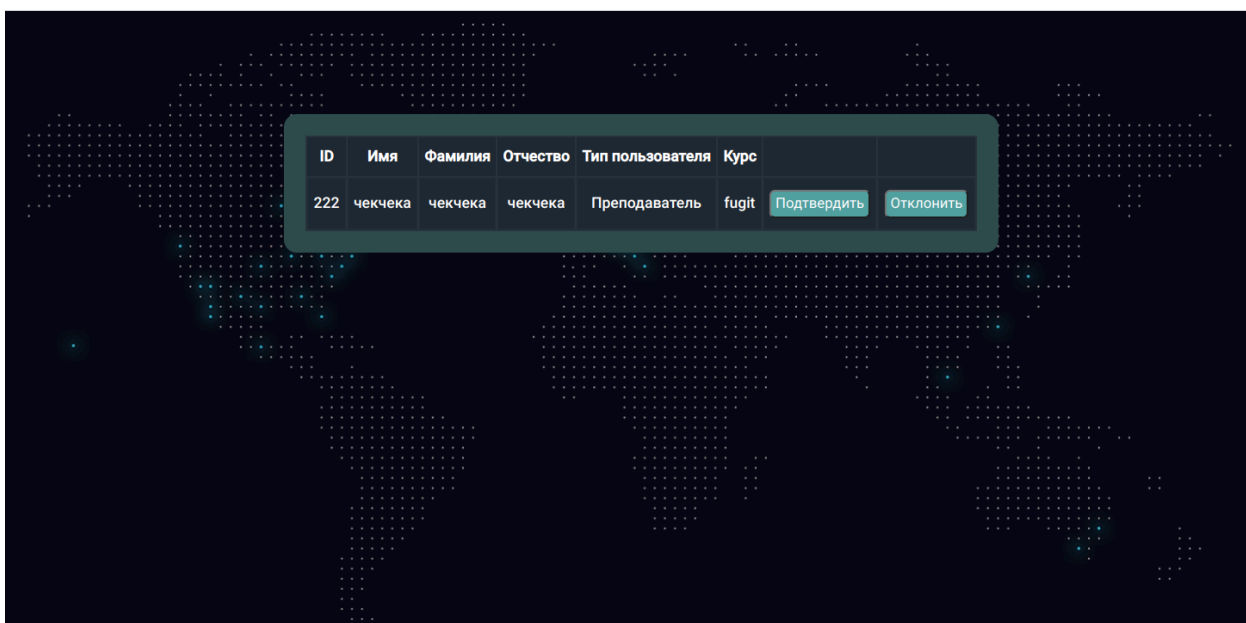 ID Имя Фамилия Отчество Тип пользователя Курс
222 чекчека чекчека чекчека Преподаватель fugit Подтвердить Отклонить